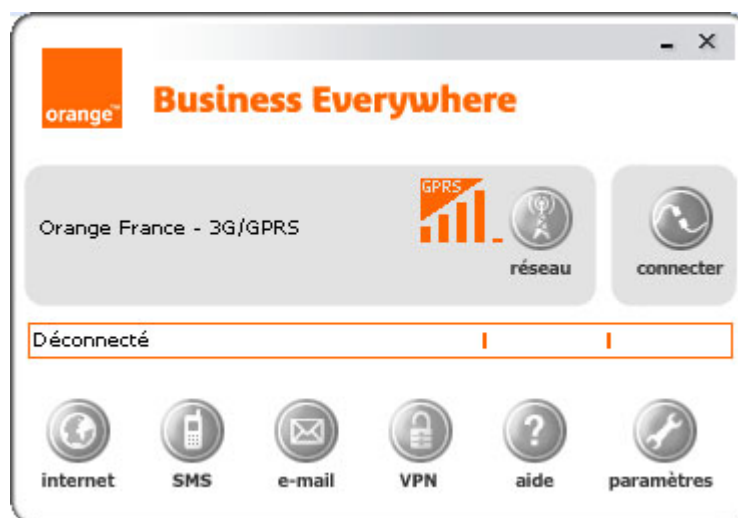 orange™
Business Everywhere
GPRS
Orange France - 3G/GPRS
réseau
connecter
Déconnecté
internet
SMS
e-mail
VPN
aide
paramètres